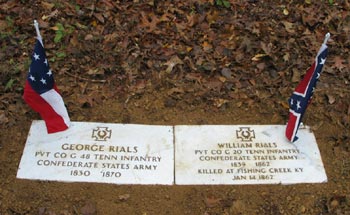 GEORGE RIALS
PVT CO G 48 TENN INFANTRY
CONFEDERATE STATES ARMY
1830 1870
WILLIAM RIALS
PVT CO G 20 TENN INFANTRY
CONFEDERATE STATES ARMY
1839 1862
KILLED AT FISHING CREEK KY
JAN 14 1862